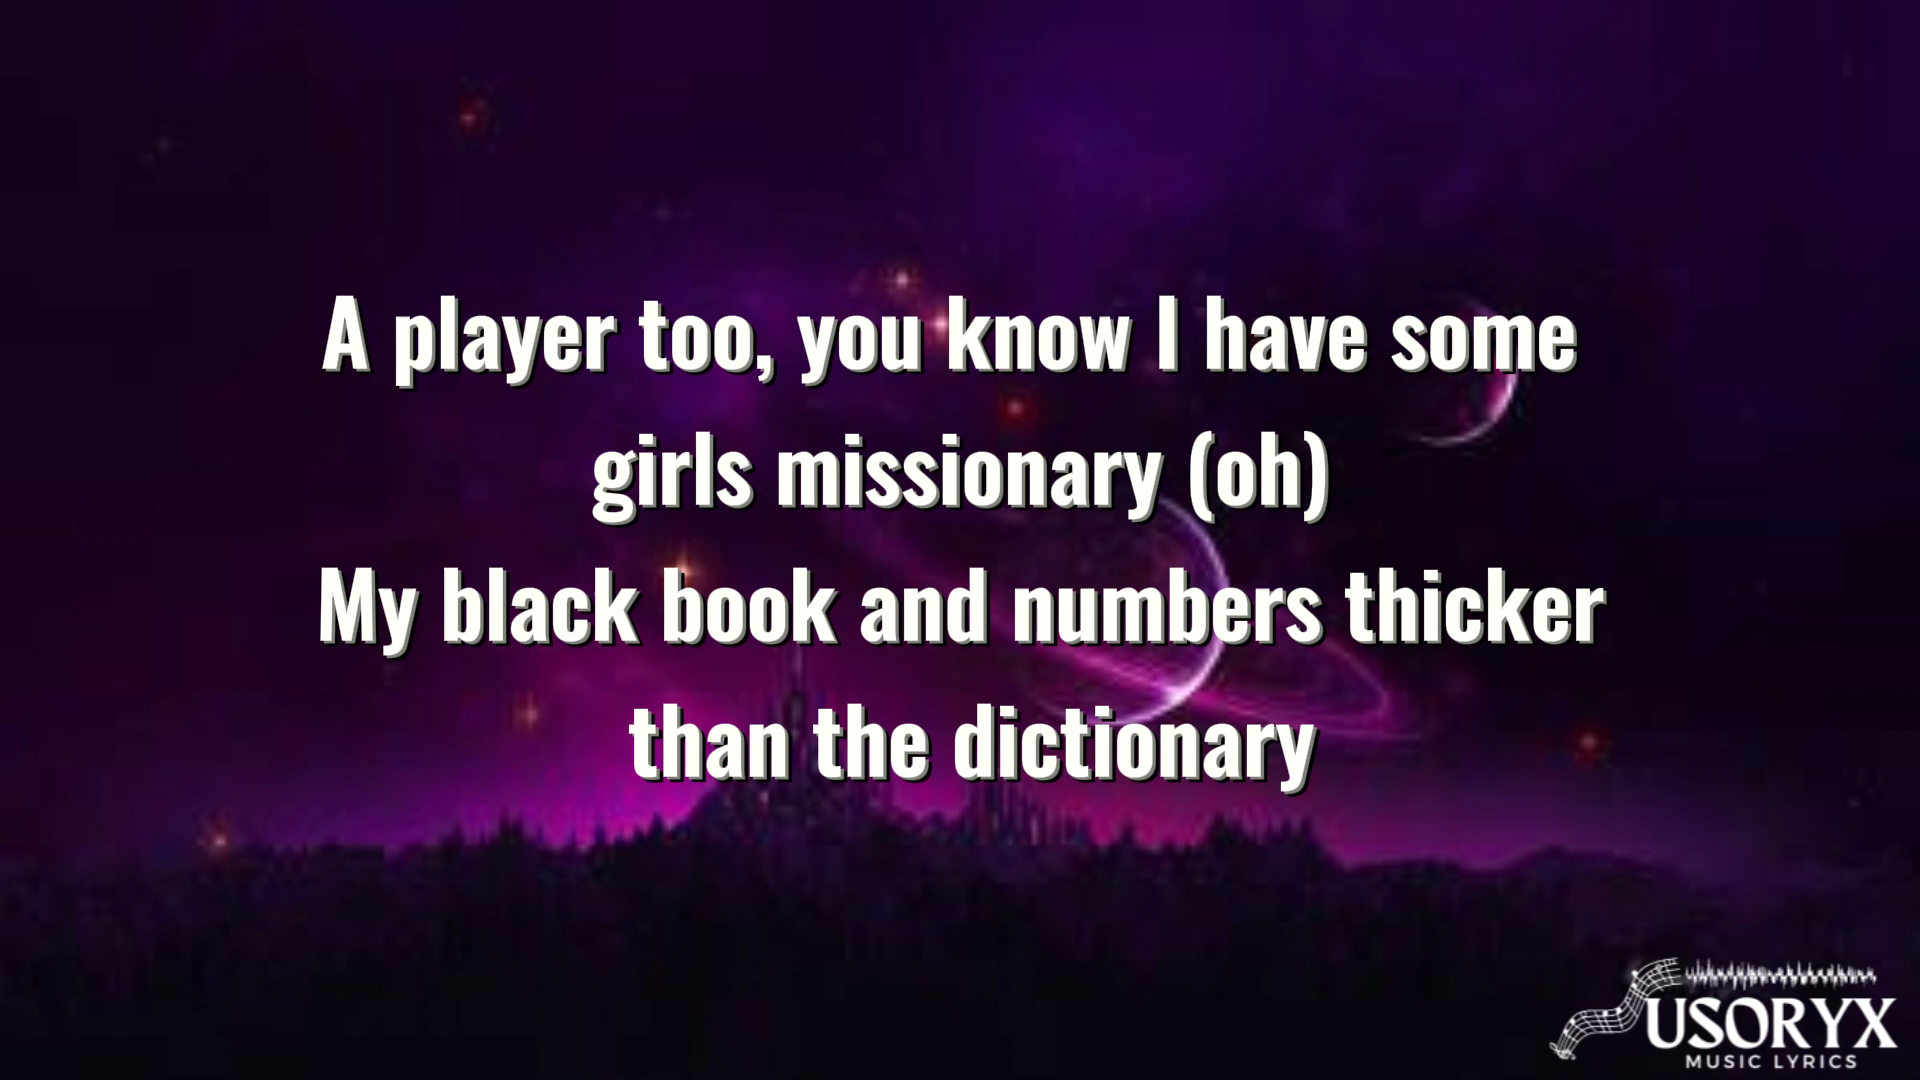 A player too, you know I have some
girls missionary (oh)
My black book and numbers thicker
than the dictionary
USORYX
MUSIC LYRICS